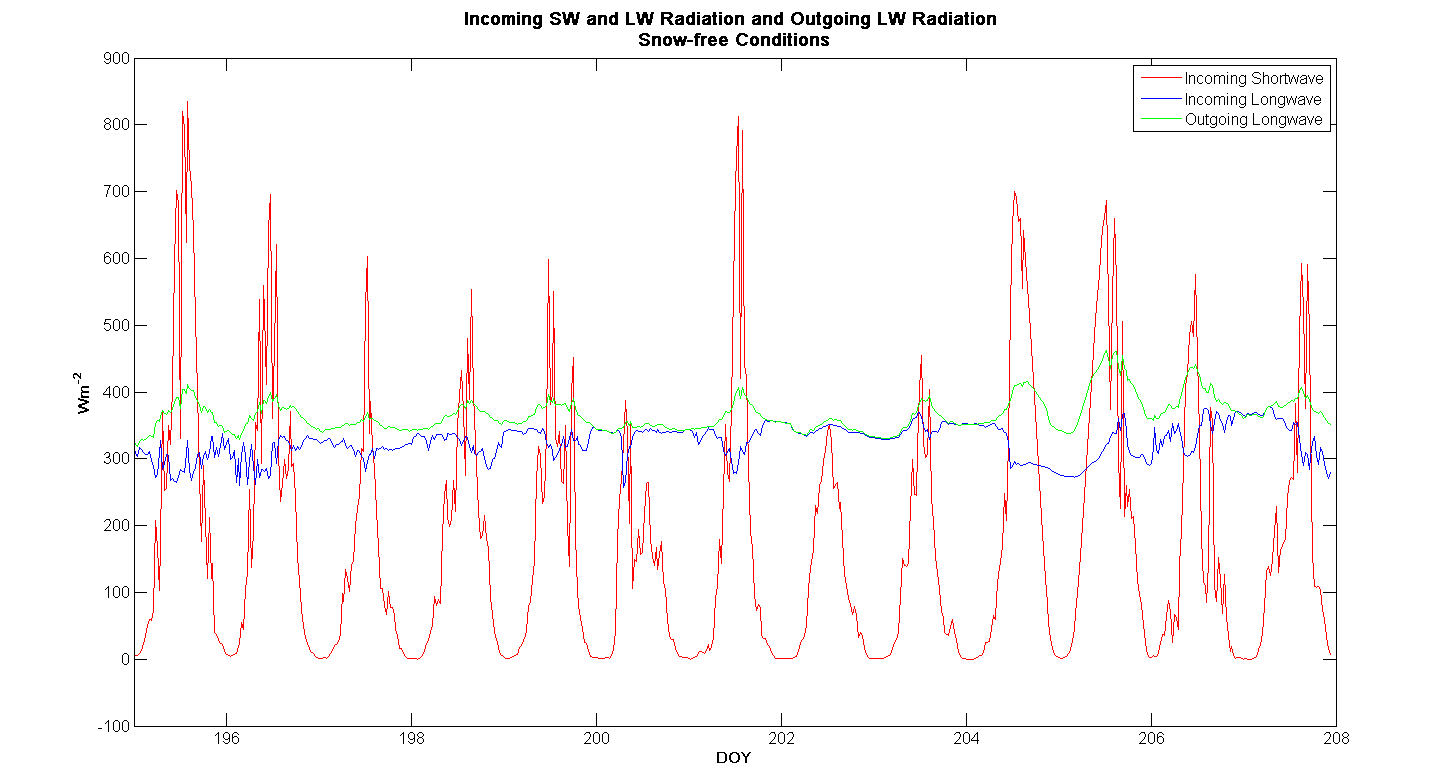 Incoming SW and LW Radiation and Outgoing LW Radiation
Snow-free Conditions
900
800
700
600
500
400
300
200
100
0
-100
Wm-2
196
198
200
202
204
206
208
DOY
Incoming Shortwave
Incoming Longwave
Outgoing Longwave